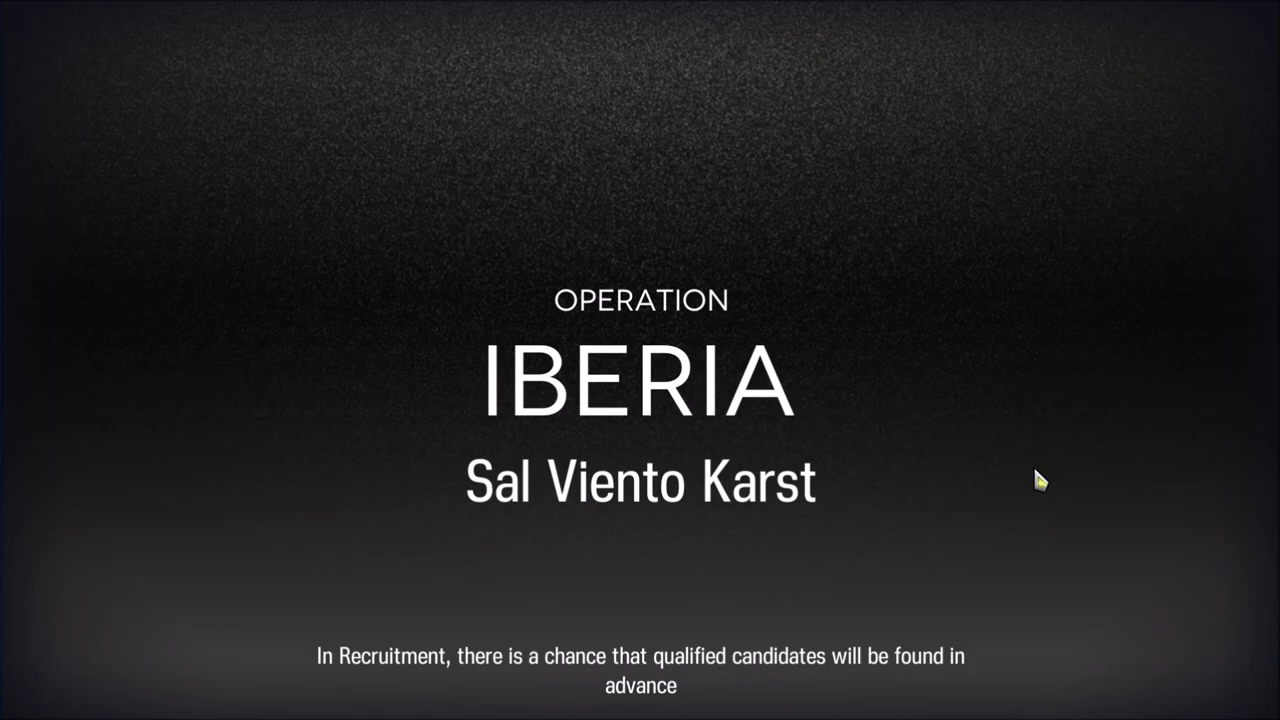 OPERATION
IBERIA
Sal Viento Karst
In Recruitment, there is a chance that qualified candidates will be found in
advance